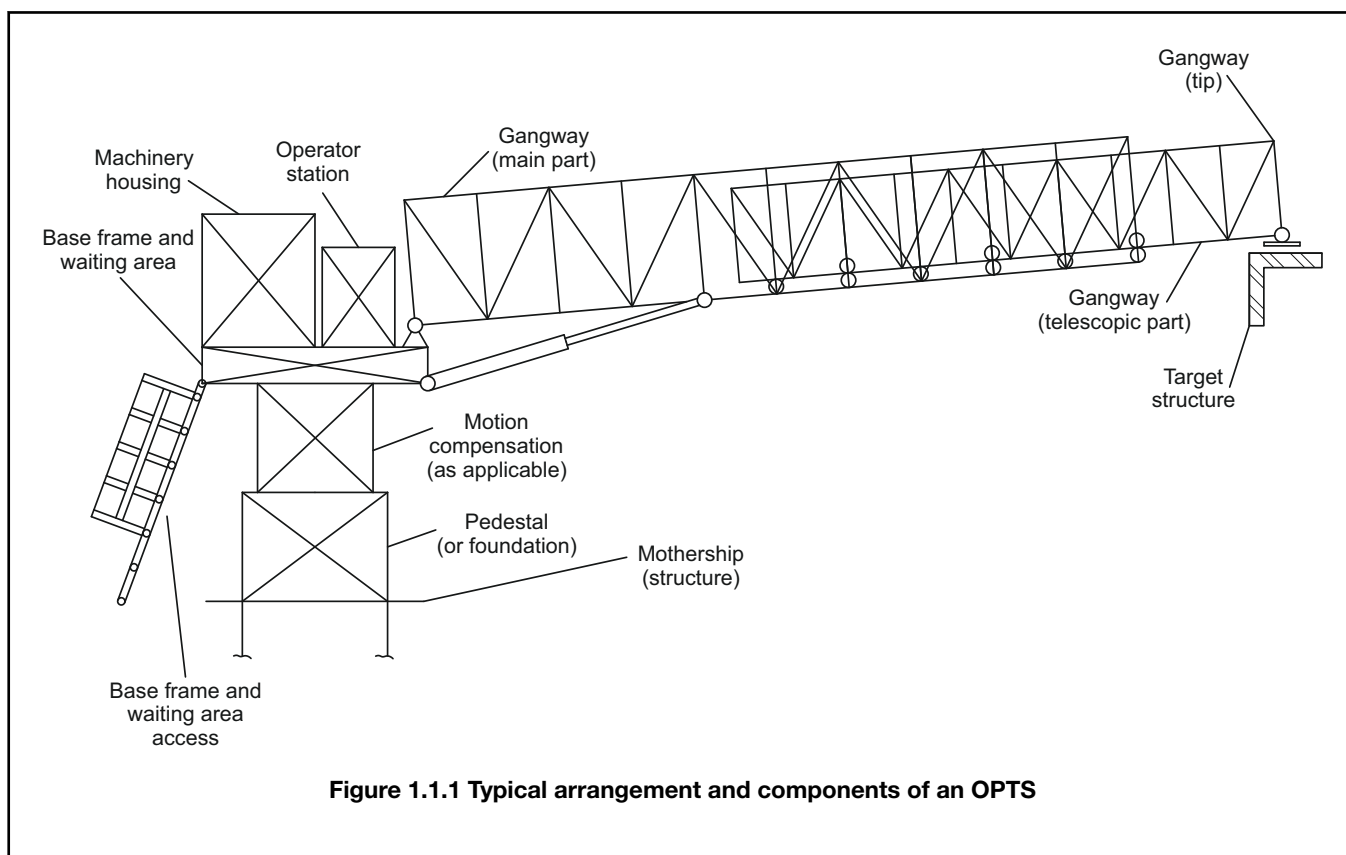 Gangway
(tip)
Gangway
(main part)
Operator
station
Machinery
housing
Base frame and
waiting area
Gangway
(telescopic part)
Target
structure
Motion
compensation
(as applicable)
Pedestal
(or foundation)
Mothership
(structure)
Base frame and
waiting area
access
Figure 1.1.1 Typical arrangement and components of an OPTS